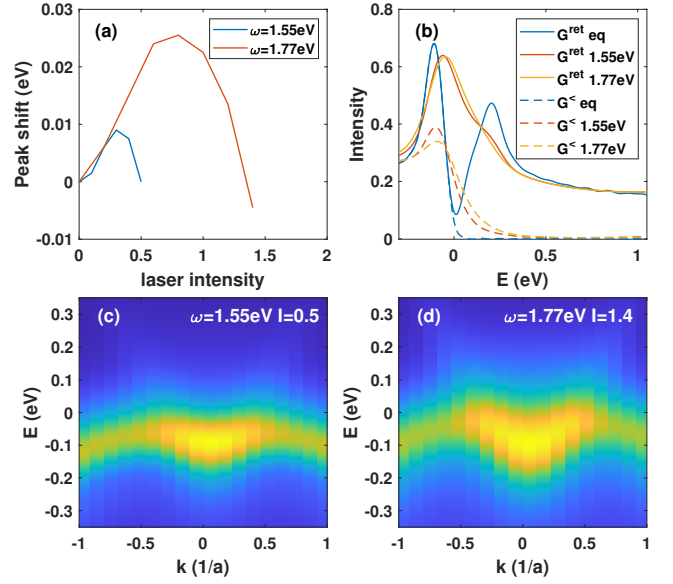 (a)
ω=1.55eV
ω=1.77eV
Peak shift (eV)
0.03
0.02
0.01
0
-0.01
0
0.5
1
1.5
2
laser intensity
(b)
G^ret eq
G^ret 1.55eV
G^ret 1.77eV
G^< eq
G^< 1.55eV
G^< 1.77eV
Intensity
0.8
0.6
0.4
0.2
0
0
0.5
1
E (eV)
(c)
ω=1.55eV I=0.5
E (eV)
0.3
0.2
0.1
0
-0.1
-0.2
-0.3
-1
-0.5
0
0.5
1
k (1/a)
(d)
ω=1.77eV I=1.4
E (eV)
0.3
0.2
0.1
0
-0.1
-0.2
-0.3
-1
-0.5
0
0.5
1
k (1/a)